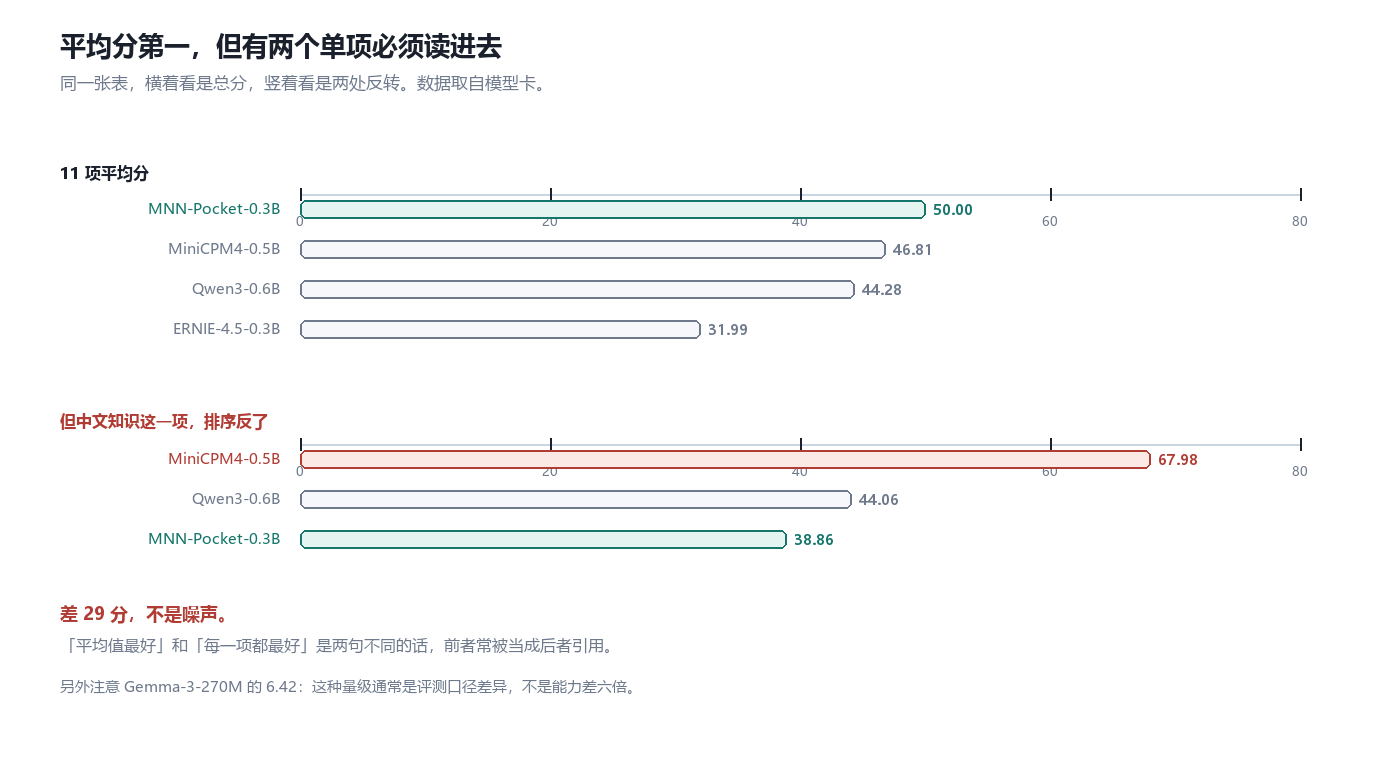 平均分第一，但有两个单项必须读进去
同一张表，横着看是总分，竖着看是两处反转。数据取自模型卡。
11 项平均分
MNN-Pocket-0.3B 50.00
0 20 40 60 80
MiniCPM4-0.5B 46.81
Qwen3-0.6B 44.28
ERNIE-4.5-0.3B 31.99
但中文知识这一项，排序反了
MiniCPM4-0.5B 67.98
0 20 40 60 80
Qwen3-0.6B 44.06
MNN-Pocket-0.3B 38.86
差 29 分，不是噪声。
「平均值最好」和「每一项都最好」是两句不同的话，前者常被当成后者引用。
另外注意 Gemma-3-270M 的 6.42：这种量级通常是评测口径差异，不是能力差六倍。